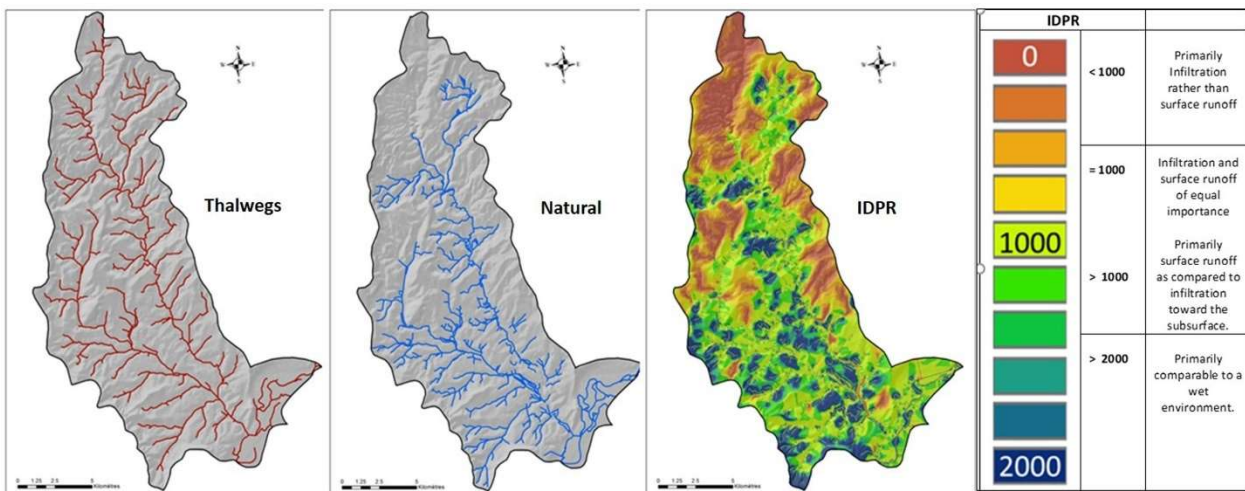 N
W E
S
Thalwegs
0 1.25 2.5 5
Kilomètres
N
W E
S
Natural
0 1.25 2.5 5
Kilomètres
N
W E
S
IDPR
0 1.25 2.5 5
Kilomètres
IDPR
0
1000
2000
< 1000
Primarily
Infiltration
rather than
surface runoff
= 1000
Infiltration and
surface runoff
of equal
importance
> 1000
Primarily
surface runoff
as compared to
infiltration
toward the
subsurface.
> 2000
Primarily
comparable to a
wet
environment.